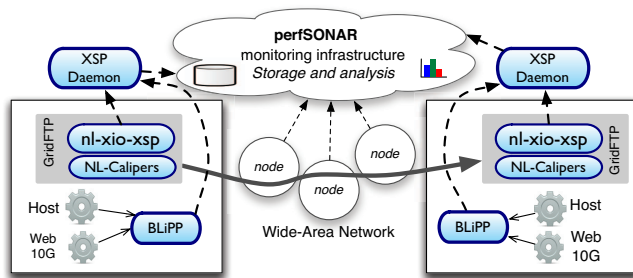 XSP
Daemon
perfSONAR
monitoring infrastructure
Storage and analysis
XSP
Daemon
GridFTP
nl-xio-xsp
NL-Calipers
Host
Web
10G
BLiPP
node
node
node
Wide-Area Network
nl-xio-xsp
NL-Calipers
GridFTP
BLiPP
Host
Web
10G